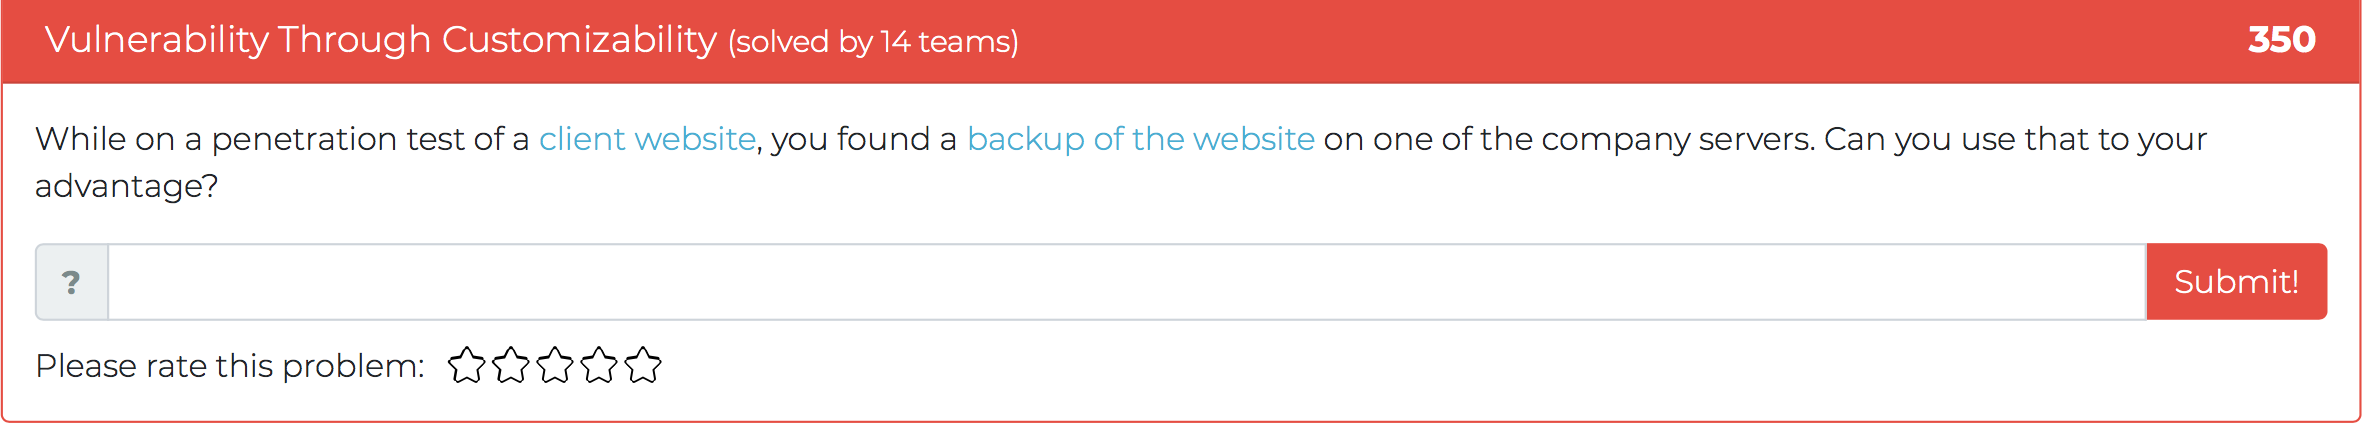 Vulnerability Through Customizability (solved by 14 teams) 350
While on a penetration test of a client website, you found a backup of the website on one of the company servers. Can you use that to your
advantage?
? Submit!
Please rate this problem: